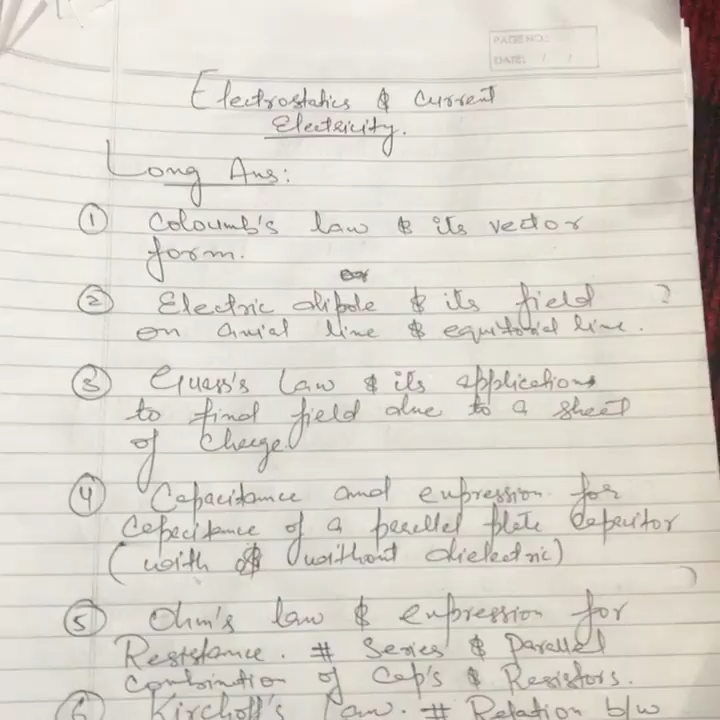 PAGE NO.:
DATE: / /
Electrostatics & Current
Electricity.
Long Ans:
① Coloumb's law & its vector
form.
② Electric dipole & its field ?
on axial line & equitorial line.
③ Guass's Law & its applications
to find field due to a sheet
of Charge
④ Capacitance and expression for
Capacitance of a parallel plate Capacitor
(with & without dielectric)
⑤ Ohm's law & expression for
Resistance. # Series & Parallel
Combination of Cap's & Resistors.
6 Kirchoff's Law. # Relation b/w